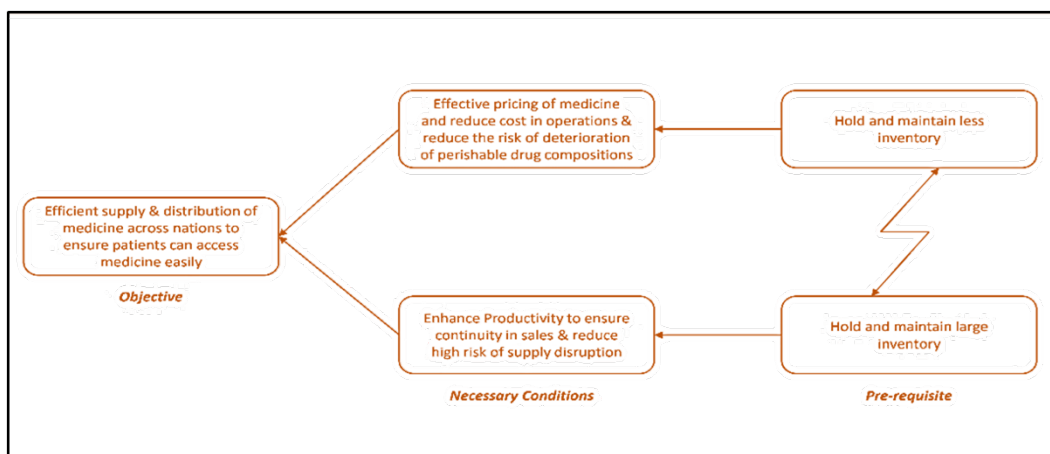 Effective pricing of medicine
and reduce cost in operations &
reduce the risk of deterioration
of perishable drug compositions
Hold and maintain less
inventory
Efficient supply & distribution of
medicine across nations to
ensure patients can access
medicine easily
Objective
Enhance Productivity to ensure
continuity in sales & reduce
high risk of supply disruption
Hold and maintain large
inventory
Necessary Conditions
Pre-requisite